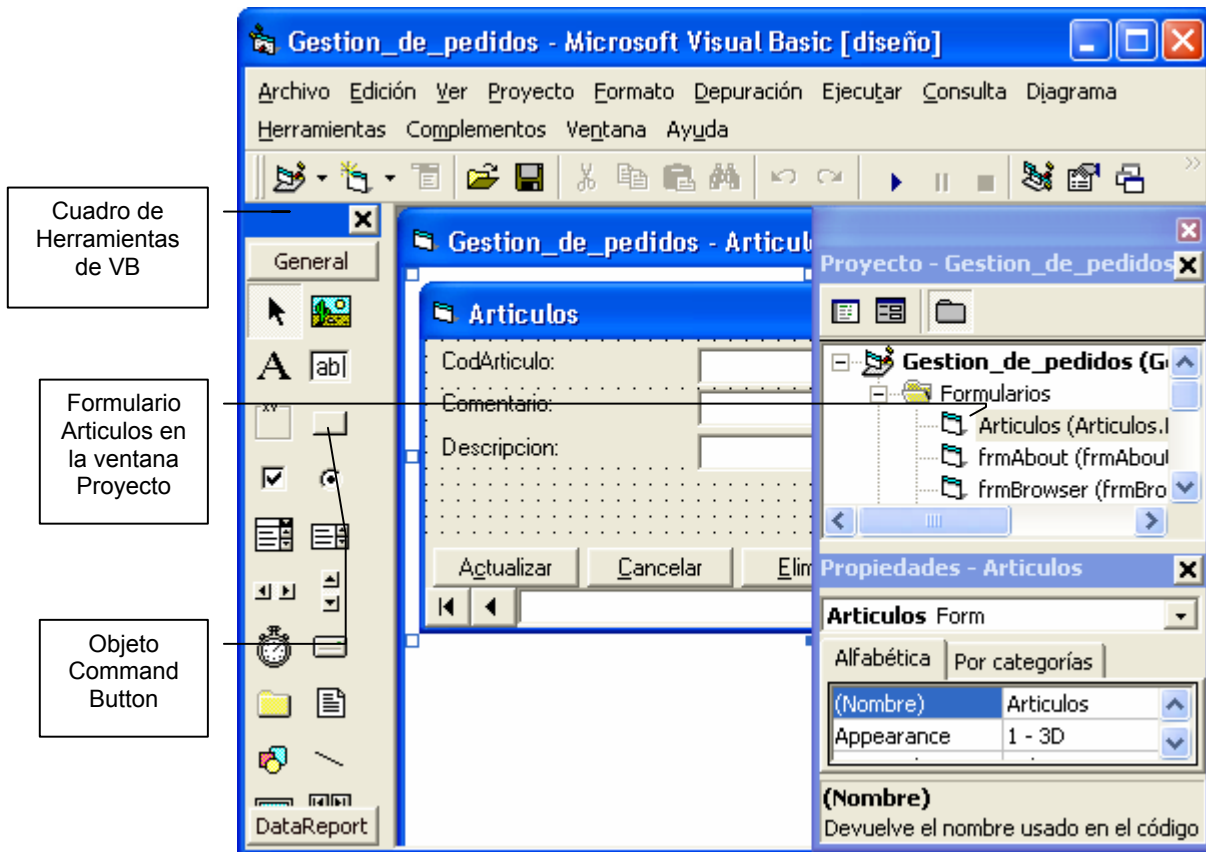 Gestion_de_pedidos - Microsoft Visual Basic [diseño]
Archivo Edición Ver Proyecto Formato Depuración Ejecutar Consulta Diagrama
Herramientas Complementos Ventana Ayuda
Cuadro de
Herramientas
de VB
General
A
ab
XY
DataReport
Formulario
Articulos en
la ventana
Proyecto
Objeto
Command
Button
Gestion_de_pedidos - Articul
Articulos
CodArticulo:
Comentario:
Descripcion:
Actualizar
Cancelar
Elim
Proyecto - Gestion_de_pedidos
Gestion_de_pedidos (G
Formularios
Articulos (Articulos.
frmAbout (frmAbout
frmBrowser (frmBro
Propiedades - Articulos
Articulos Form
Alfabética Por categorías
(Nombre) Articulos
Appearance 1 - 3D
(Nombre)
Devuelve el nombre usado en el código